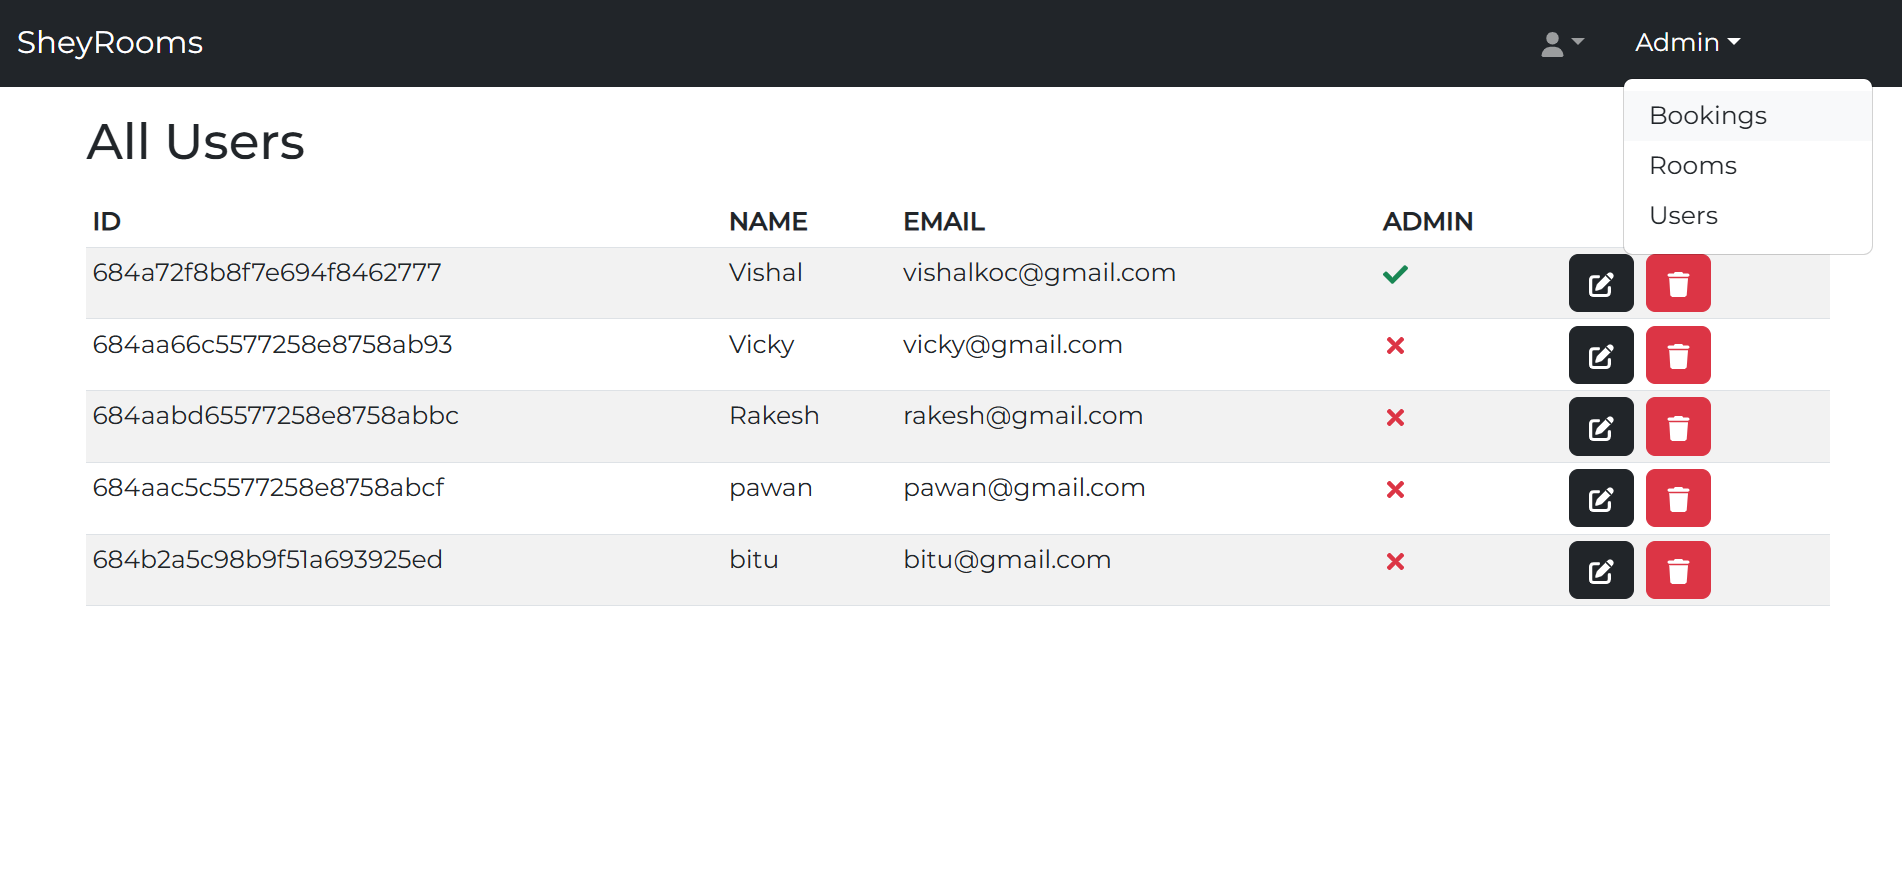 SheyRooms
Admin
Bookings
Rooms
Users
All Users
ID NAME EMAIL ADMIN
684a72f8b8f7e694f8462777 Vishal vishalkoc@gmail.com
684aa66c5577258e8758ab93 Vicky vicky@gmail.com
684aabd65577258e8758abbc Rakesh rakesh@gmail.com
684aac5c5577258e8758abcf pawan pawan@gmail.com
684b2a5c98b9f51a693925ed bitu bitu@gmail.com